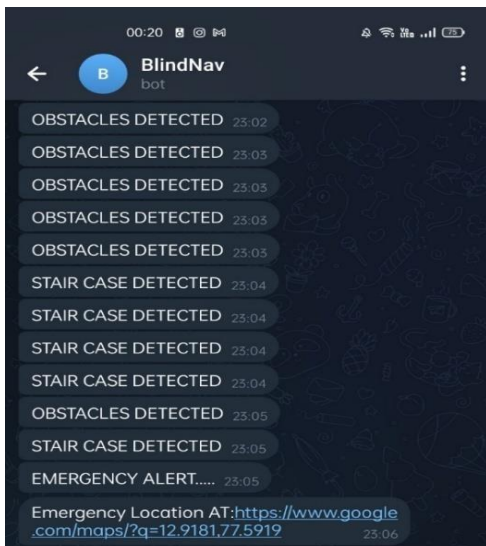 00:20
75
B
BlindNav
bot
OBSTACLES DETECTED 23:02
OBSTACLES DETECTED 23:03
OBSTACLES DETECTED 23:03
OBSTACLES DETECTED 23:03
OBSTACLES DETECTED 23:03
STAIR CASE DETECTED 23:04
STAIR CASE DETECTED 23:04
STAIR CASE DETECTED 23:04
STAIR CASE DETECTED 23:04
OBSTACLES DETECTED 23:05
STAIR CASE DETECTED 23:05
EMERGENCY ALERT..... 23:05
Emergency Location AT:https://www.google
.com/maps/?q=12.9181,77.5919 23:06